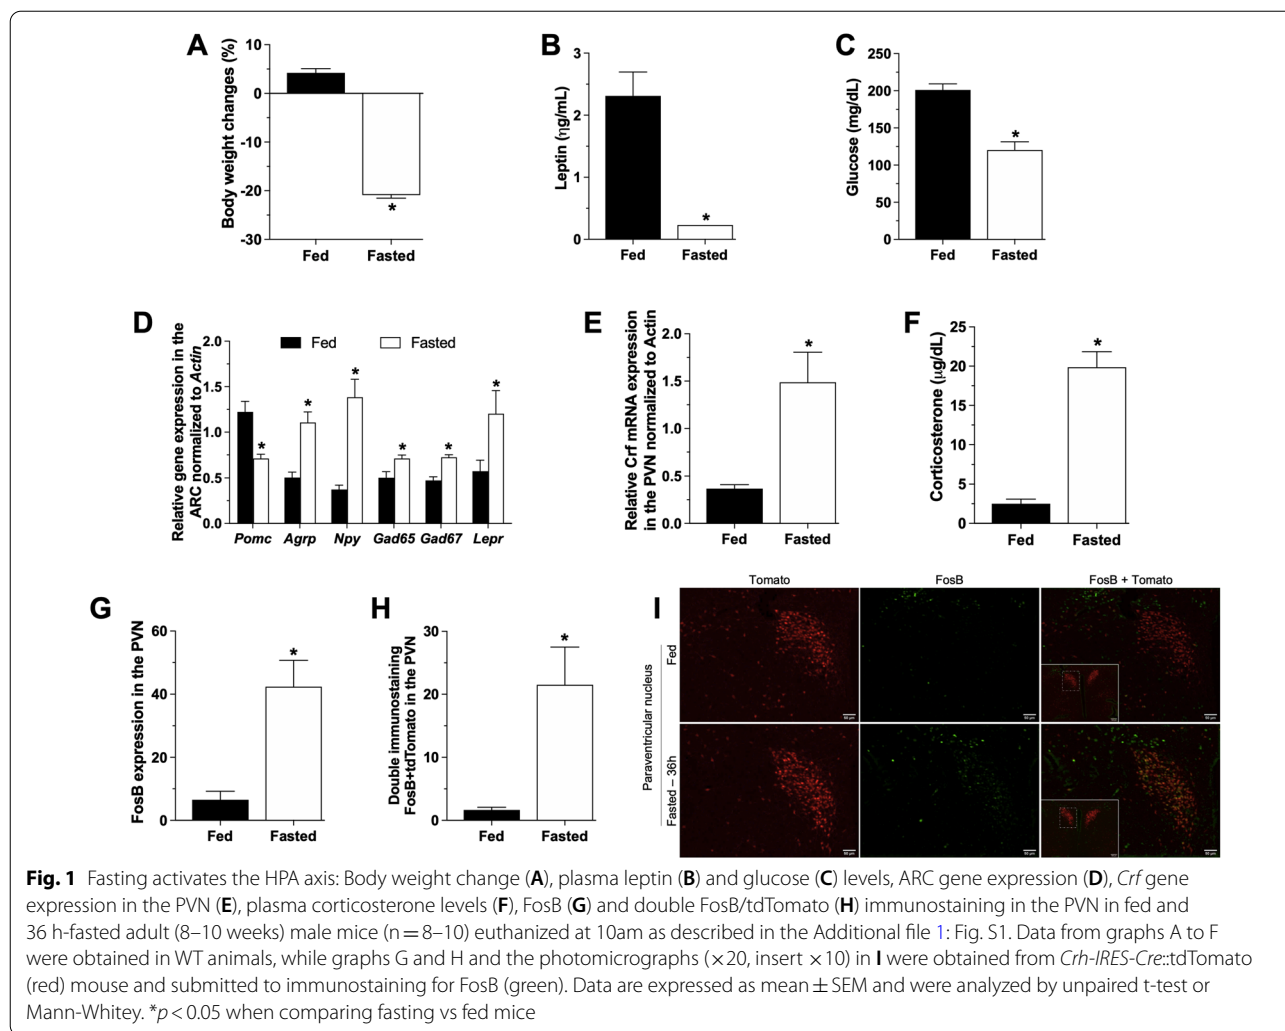 A
Body weight changes (%)
10
0
-10
-20
-30
*
Fed
Fasted
B
Leptin (ηg/mL)
3
2
1
0
*
Fed
Fasted
C
Glucose (mg/dL)
250
200
150
100
50
0
*
Fed
Fasted
D
Fed
Fasted
Relative gene expression in the
ARC normalized to Actin
2.0
1.5
1.0
0.5
0.0
* * * * * *
Pomc Agrp Npy Gad65 Gad67 Lepr
E
Relative Crf mRNA expression
in the PVN normalized to Actin
2.0
1.5
1.0
0.5
0.0
*
Fed
Fasted
F
Corticosterone (μg/dL)
25
20
15
10
5
0
*
Fed
Fasted
G
FosB expression in the PVN
60
40
20
0
*
Fed
Fasted
H
Double immunostaining
FosB+tdTomato in the PVN
30
20
10
0
*
Fed
Fasted
I
Tomato
FosB
FosB + Tomato
Paraventricular nucleus
Fed
Fasted – 36h
50 μm
50 μm
50 μm
50 μm
50 μm
50 μm
Fig. 1 Fasting activates the HPA axis: Body weight change (A), plasma leptin (B) and glucose (C) levels, ARC gene expression (D), Crf gene
expression in the PVN (E), plasma corticosterone levels (F), FosB (G) and double FosB/tdTomato (H) immunostaining in the PVN in fed and
36 h-fasted adult (8–10 weeks) male mice (n = 8–10) euthanized at 10am as described in the Additional file 1: Fig. S1. Data from graphs A to F
were obtained in WT animals, while graphs G and H and the photomicrographs (×20, insert ×10) in I were obtained from Crh-IRES-Cre::tdTomato
(red) mouse and submitted to immunostaining for FosB (green). Data are expressed as mean ± SEM and were analyzed by unpaired t-test or
Mann-Whitey. *p < 0.05 when comparing fasting vs fed mice